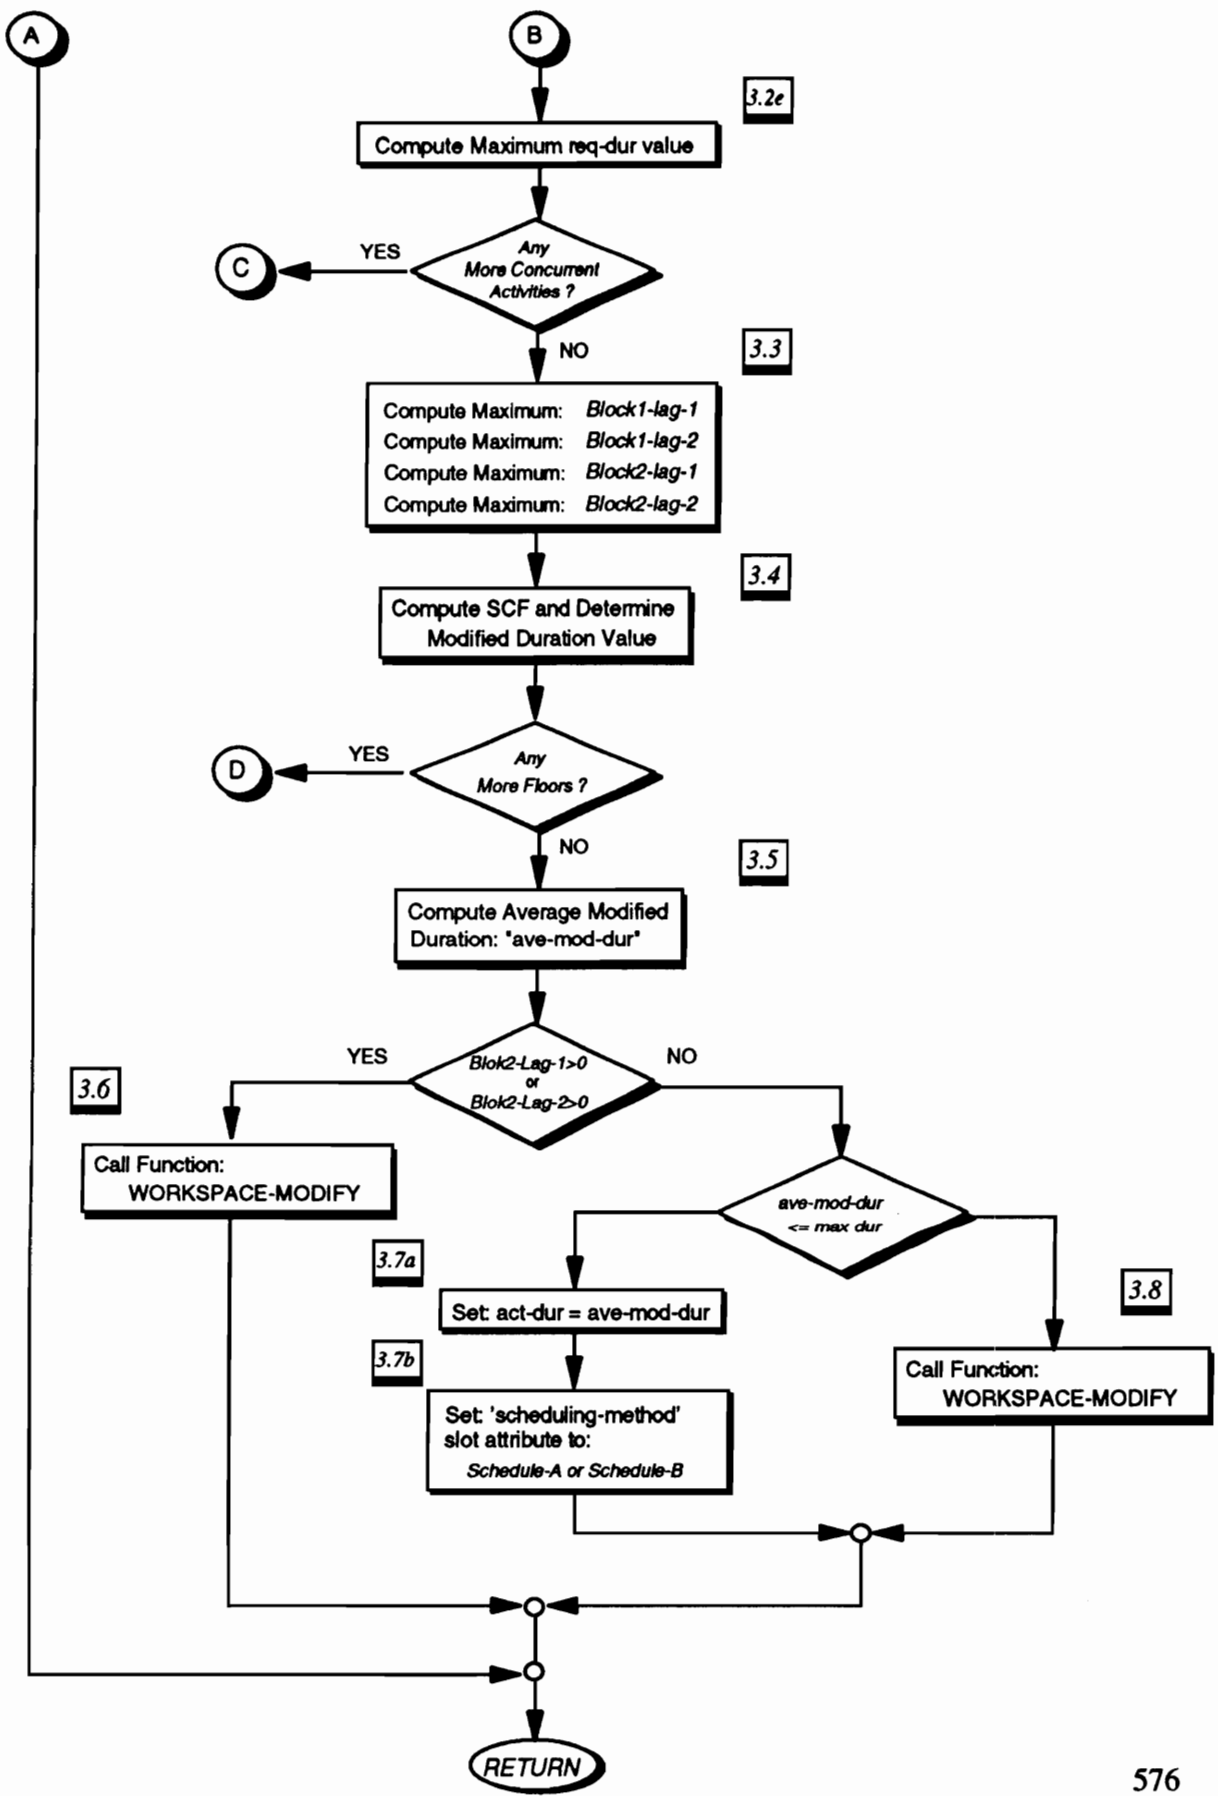 A
B
3.2e
Compute Maximum req-dur value
Any
More Concurrent
Activities ?
YES
C
NO
3.3
Compute Maximum: Block1-lag-1
Compute Maximum: Block1-lag-2
Compute Maximum: Block2-lag-1
Compute Maximum: Block2-lag-2
3.4
Compute SCF and Determine
Modified Duration Value
Any
More Floors ?
YES
D
NO
3.5
Compute Average Modified
Duration: "ave-mod-dur"
Blok2-Lag-1>0
or
Blok2-Lag-2>0
YES
NO
3.6
Call Function:
WORKSPACE-MODIFY
ave-mod-dur
<= max dur
3.7a
Set: act-dur = ave-mod-dur
3.7b
Set: 'scheduling-method'
slot attribute to:
Schedule-A or Schedule-B
3.8
Call Function:
WORKSPACE-MODIFY
RETURN
576